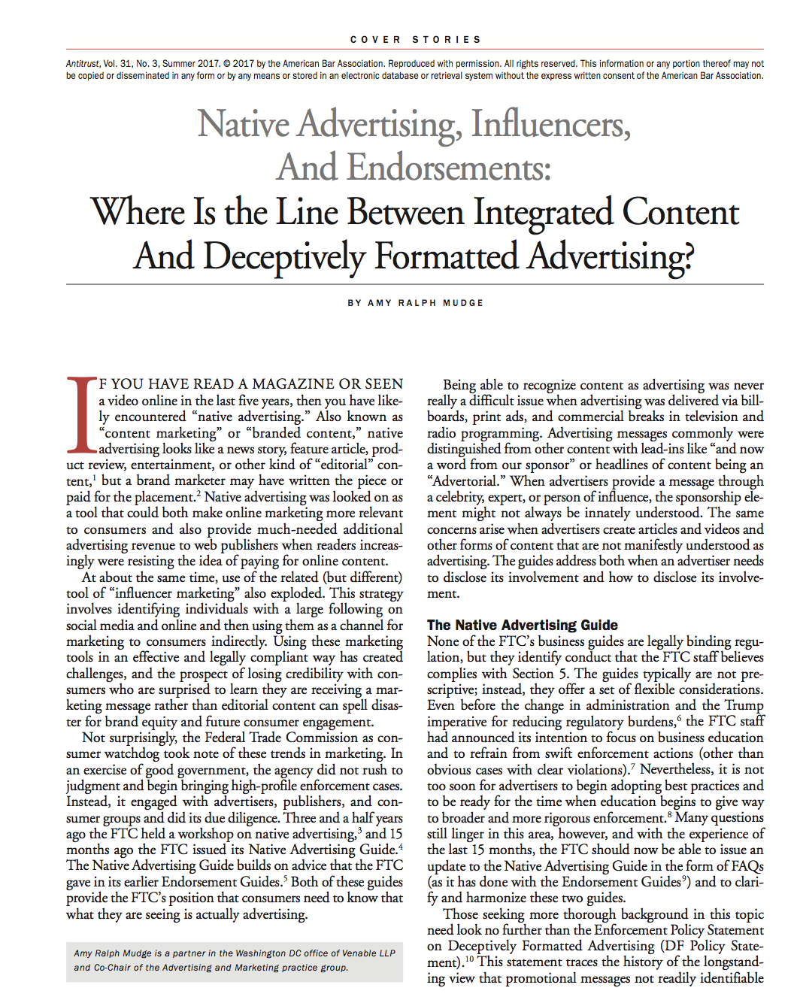 COVER STORIES
Antitrust, Vol. 31, No. 3, Summer 2017. © 2017 by the American Bar Association. Reproduced with permission. All rights reserved. This information or any portion thereof may not
be copied or disseminated in any form or by any means or stored in an electronic database or retrieval system without the express written consent of the American Bar Association.
Native Advertising, Influencers,
And Endorsements:
Where Is the Line Between Integrated Content
And Deceptively Formatted Advertising?
BY AMY RALPH MUDGE
IF YOU HAVE READ A MAGAZINE OR SEEN
a video online in the last five years, then you have like-
ly encountered “native advertising.” Also known as
“content marketing” or “branded content,” native
advertising looks like a news story, feature article, prod-
uct review, entertainment, or other kind of “editorial” con-
tent,1 but a brand marketer may have written the piece or
paid for the placement.2 Native advertising was looked on as
a tool that could both make online marketing more relevant
to consumers and also provide much-needed additional
advertising revenue to web publishers when readers increas-
ingly were resisting the idea of paying for online content.
At about the same time, use of the related (but different)
tool of “influencer marketing” also exploded. This strategy
involves identifying individuals with a large following on
social media and online and then using them as a channel for
marketing to consumers indirectly. Using these marketing
tools in an effective and legally compliant way has created
challenges, and the prospect of losing credibility with con-
sumers who are surprised to learn they are receiving a mar-
keting message rather than editorial content can spell disas-
ter for brand equity and future consumer engagement.
Not surprisingly, the Federal Trade Commission as con-
sumer watchdog took note of these trends in marketing. In
an exercise of good government, the agency did not rush to
judgment and begin bringing high-profile enforcement cases.
Instead, it engaged with advertisers, publishers, and con-
sumer groups and did its due diligence. Three and a half years
ago the FTC held a workshop on native advertising,3 and 15
months ago the FTC issued its Native Advertising Guide.4
The Native Advertising Guide builds on advice that the FTC
gave in its earlier Endorsement Guides.5 Both of these guides
provide the FTC’s position that consumers need to know that
what they are seeing is actually advertising.
Amy Ralph Mudge is a partner in the Washington DC office of Venable LLP
and Co-Chair of the Advertising and Marketing practice group.
Being able to recognize content as advertising was never
really a difficult issue when advertising was delivered via bill-
boards, print ads, and commercial breaks in television and
radio programming. Advertising messages commonly were
distinguished from other content with lead-ins like “and now
a word from our sponsor” or headlines of content being an
“Advertorial.” When advertisers provide a message through
a celebrity, expert, or person of influence, the sponsorship ele-
ment might not always be innately understood. The same
concerns arise when advertisers create articles and videos and
other forms of content that are not manifestly understood as
advertising. The guides address both when an advertiser needs
to disclose its involvement and how to disclose its involve-
ment.
The Native Advertising Guide
None of the FTC’s business guides are legally binding regu-
lation, but they identify conduct that the FTC staff believes
complies with Section 5. The guides typically are not pre-
scriptive; instead, they offer a set of flexible considerations.
Even before the change in administration and the Trump
imperative for reducing regulatory burdens,6 the FTC staff
had announced its intention to focus on business education
and to refrain from swift enforcement actions (other than
obvious cases with clear violations).7 Nevertheless, it is not
too soon for advertisers to begin adopting best practices and
to be ready for the time when education begins to give way
to broader and more rigorous enforcement.8 Many questions
still linger in this area, however, and with the experience of
the last 15 months, the FTC should now be able to issue an
update to the Native Advertising Guide in the form of FAQs
(as it has done with the Endorsement Guides9) and to clari-
fy and harmonize these two guides.
Those seeking more thorough background in this topic
need look no further than the Enforcement Policy Statement
on Deceptively Formatted Advertising (DF Policy State-
ment).10 This statement traces the history of the longstand-
ing view that promotional messages not readily identifiable